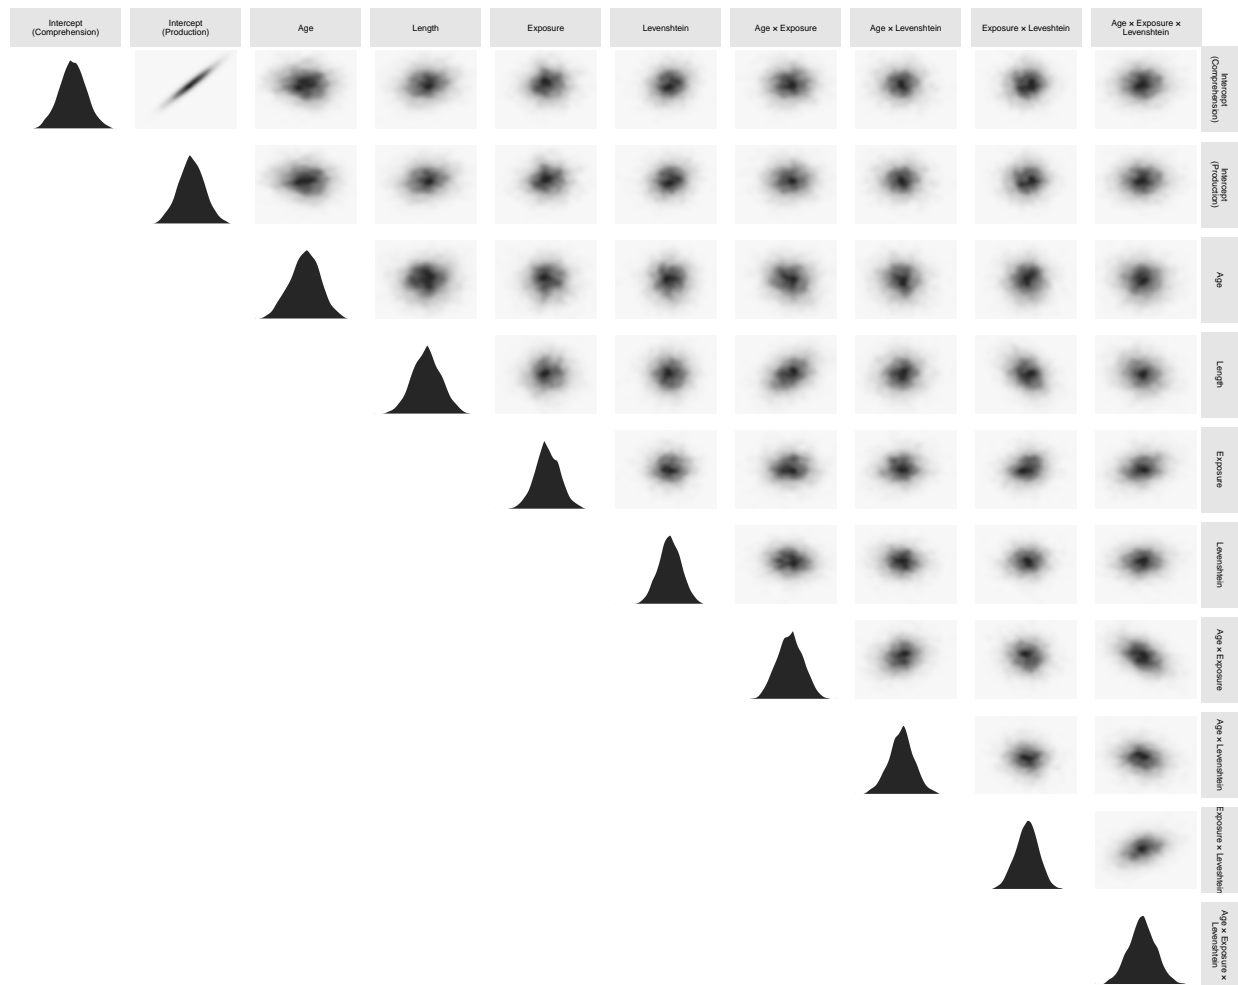 Intercept
(Comprehension)
Intercept
(Production)
Age
Length
Exposure
Levenshtein
Age × Exposure
Age × Levenshtein
Exposure × Leveshtein
Age × Exposure ×
Levenshtein
Intercept
(Comprehension)
Intercept
(Production)
Age
Length
Exposure
Levenshtein
Age × Exposure
Age × Levenshtein
Exposure × Leveshtein
Age × Exposure ×
Levenshtein